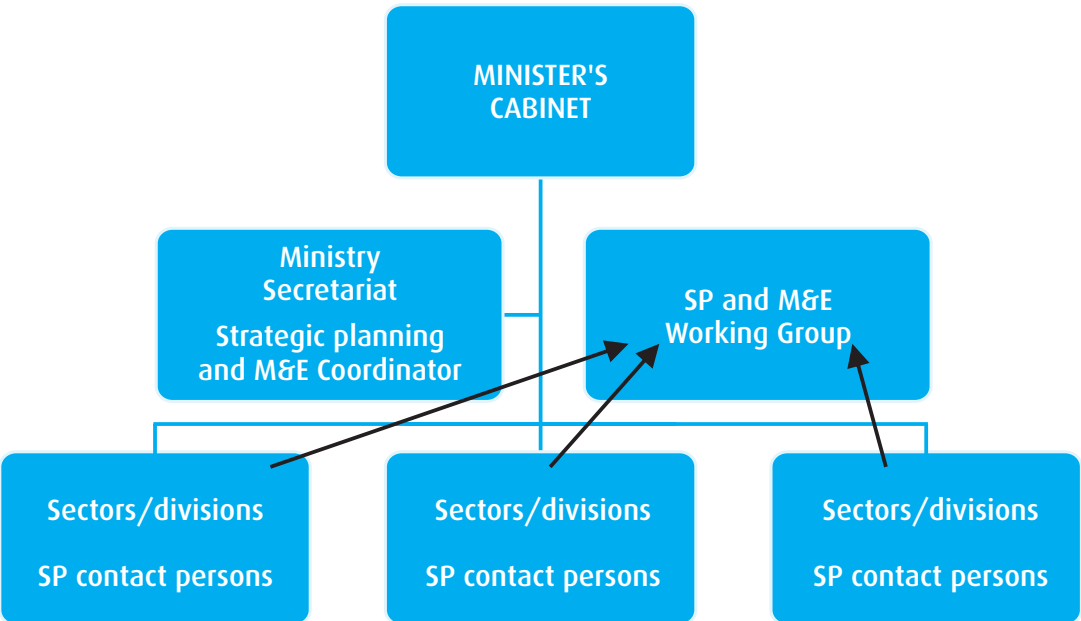 MINISTER'S
CABINET
Ministry
Secretariat
Strategic planning
and M&E Coordinator
SP and M&E
Working Group
Sectors/divisions
SP contact persons
Sectors/divisions
SP contact persons
Sectors/divisions
SP contact persons